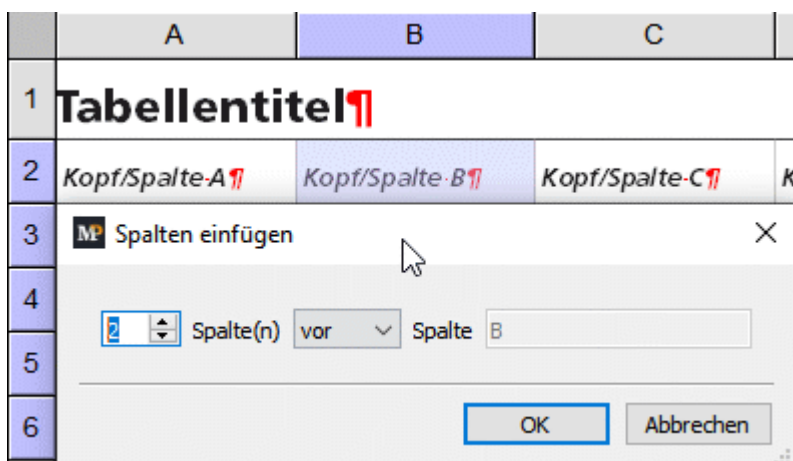 A B C
1 Tabellentitel¶
2 Kopf/Spalte·A¶ Kopf/Spalte·B¶ Kopf/Spalte·C¶ K
3 MP Spalten einfügen
4
2 Spalte(n) vor Spalte B
5
6 OK Abbrechen